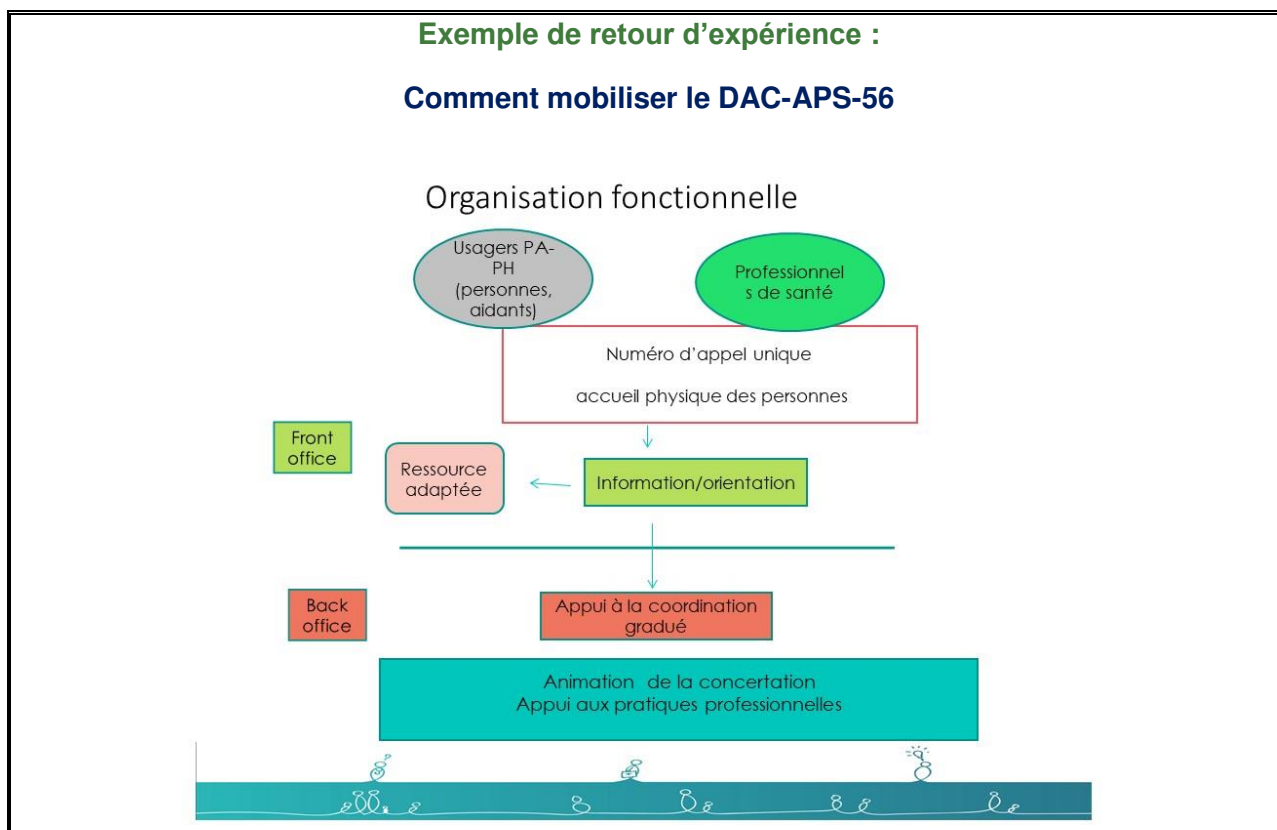 Exemple de retour d’expérience :
Comment mobiliser le DAC-APS-56
Organisation fonctionnelle
Usagers PA-
PH
(personnes,
aidants)
Professionnel
s de santé
Numéro d’appel unique
accueil physique des personnes
Front
office
Ressource
adaptée
Information/orientation
Back
office
Appui à la coordination
gradué
Animation de la concertation
Appui aux pratiques professionnelles